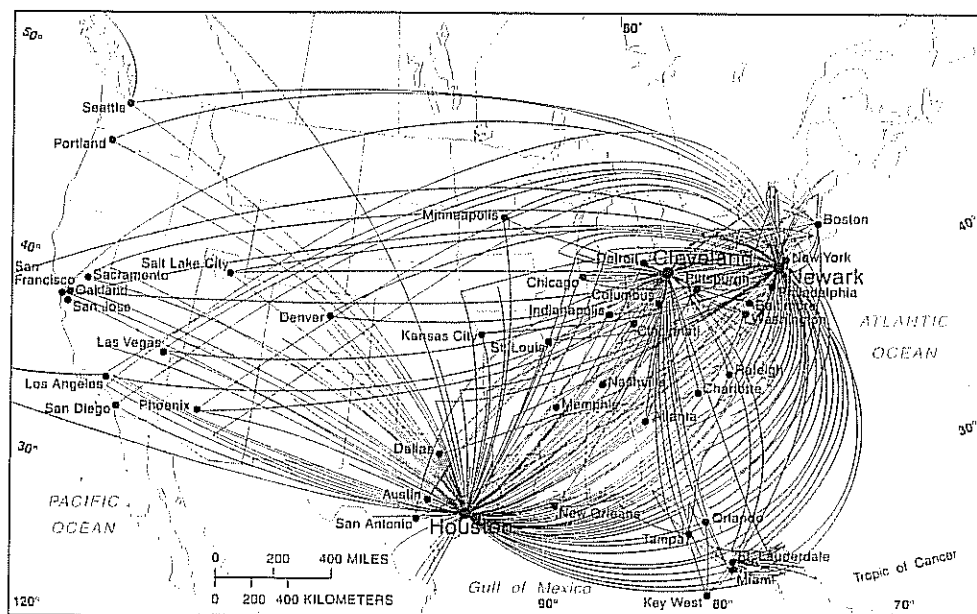 50°
60°
Seattle
Portland
Minneapolis
Boston
40°
40°
San
Francisco
Sacramento
Oakland
San Jose
Salt Lake City
Detroit
Cleveland
New York
Newark
Chicago
Pittsburgh
Columbus
Indianapolis
Denver
Kansas City
St. Louis
Washington
ATLANTIC
OCEAN
Las Vegas
Los Angeles
San Diego
Phoenix
Nashville
Raleigh
Charlotte
Memphis
Atlanta
30°
30°
Dallas
Austin
San Antonio
Houston
New Orleans
Orlando
Tampa
Ft. Lauderdale
Miami
Key West
PACIFIC
OCEAN
0 200 400 MILES
0 200 400 KILOMETERS
Gulf of Mexico
Tropic of Cancer
120°
90°
80°
70°